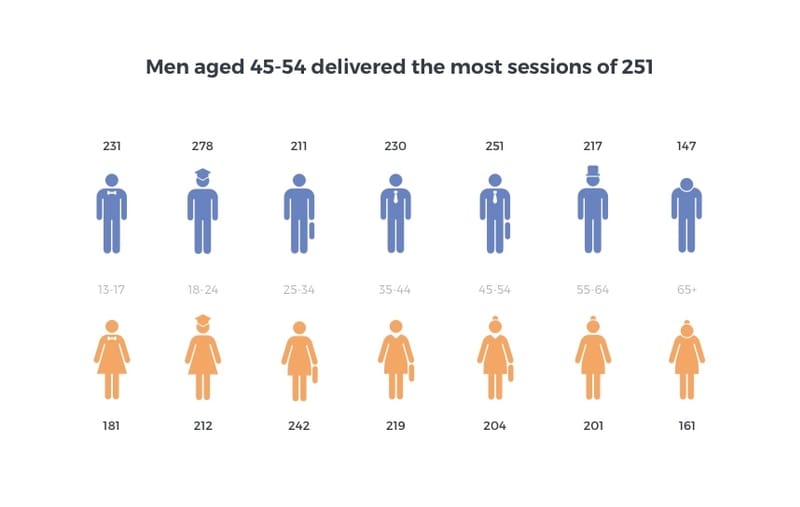 Men aged 45-54 delivered the most sessions of 251
231 278 211 230 251 217 147
13-17 18-24 25-34 35-44 45-54 55-64 65+
181 212 242 219 204 201 161